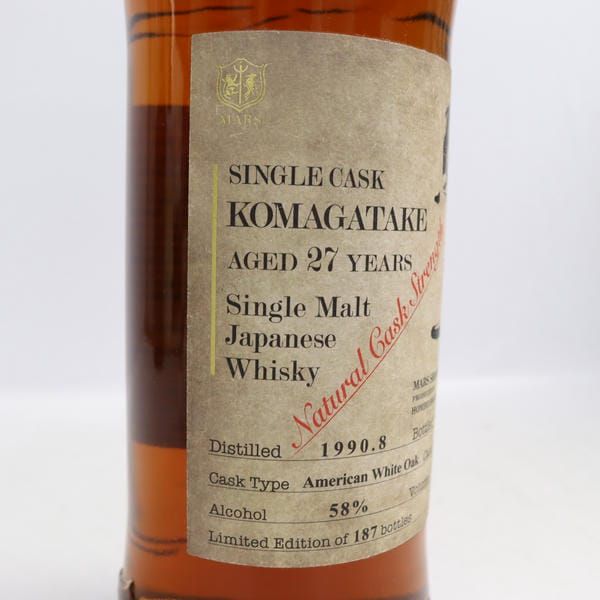 MARS
SINGLE CASK
KOMAGATAKE
AGED 27 YEARS
Single Malt
Japanese
Whisky
Natural Cask Strength
MARS
Distilled 1990.8
Cask Type American White Oak
Alcohol 58%
Limited Edition of 187 bottles